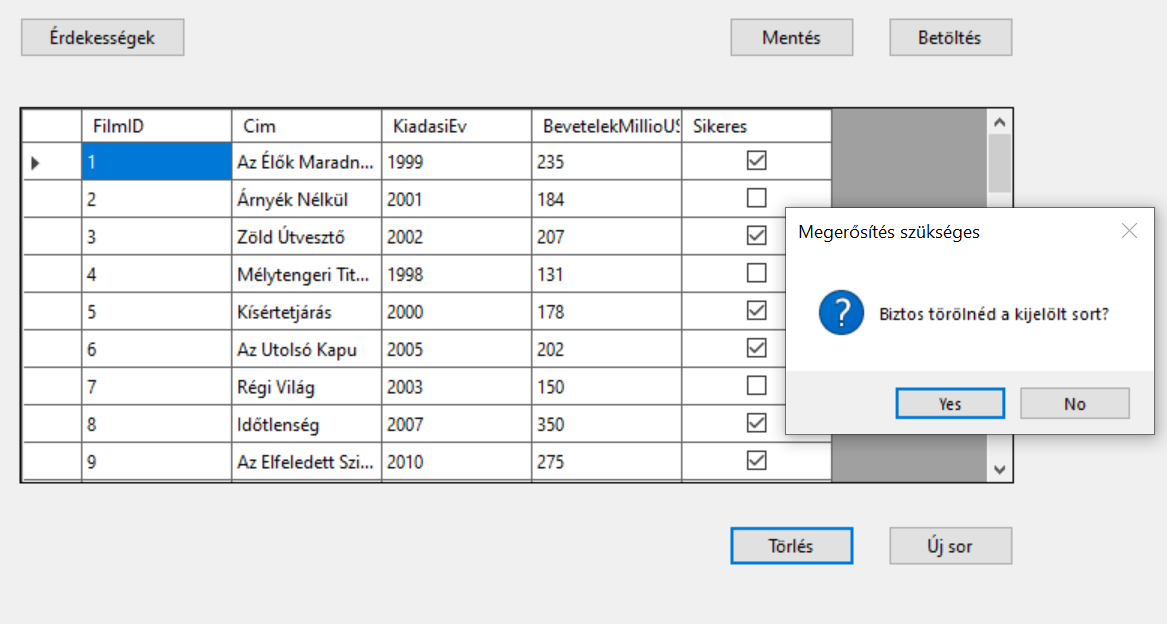 Érdekességek Mentés Betöltés
FilmID Cim KiadasiEv BevetelekMillioUS Sikeres
1 Az Élők Maradn... 1999 235
2 Árnyék Nélkül 2001 184
3 Zöld Útvesztő 2002 207
4 Mélytengeri Tit... 1998 131
5 Kísértetjárás 2000 178
6 Az Utolsó Kapu 2005 202
7 Régi Világ 2003 150
8 Időtlenség 2007 350
9 Az Elfeledett Szi... 2010 275
Megerősítés szükséges
?
Biztos törölnéd a kijelölt sort?
Yes No
Törlés Új sor